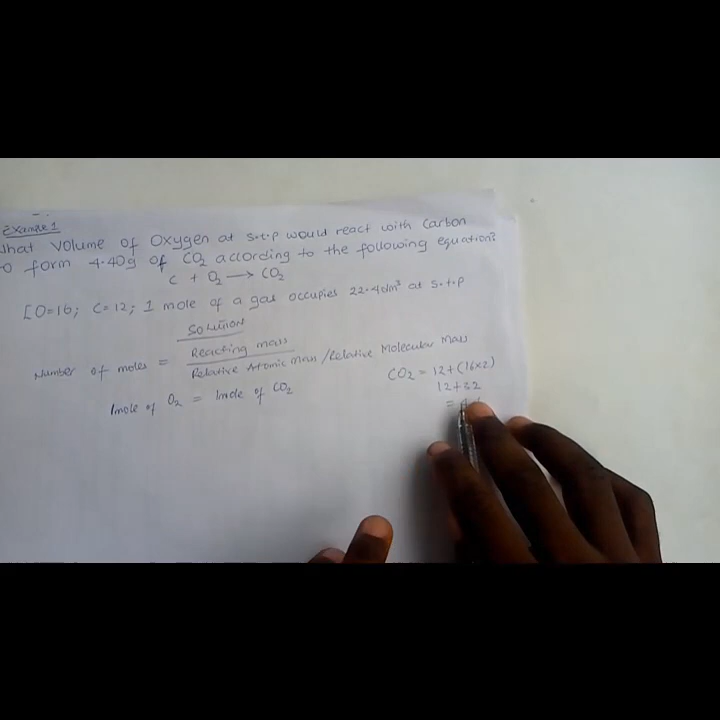 Example 1
What volume of Oxygen at s.t.p would react with Carbon
to form 4.40g of CO₂ according to the following equation?
C + O₂ → CO₂
[O=16; C=12; 1 mole of a gas occupies 22.4dm³ at s.t.p
SOLUTION
Number of moles = Reacting mass
Relative Atomic mass /Relative Molecular Mass
1mole of O₂ = 1mole of CO₂
CO₂ = 12+(16x2)
12+32
=